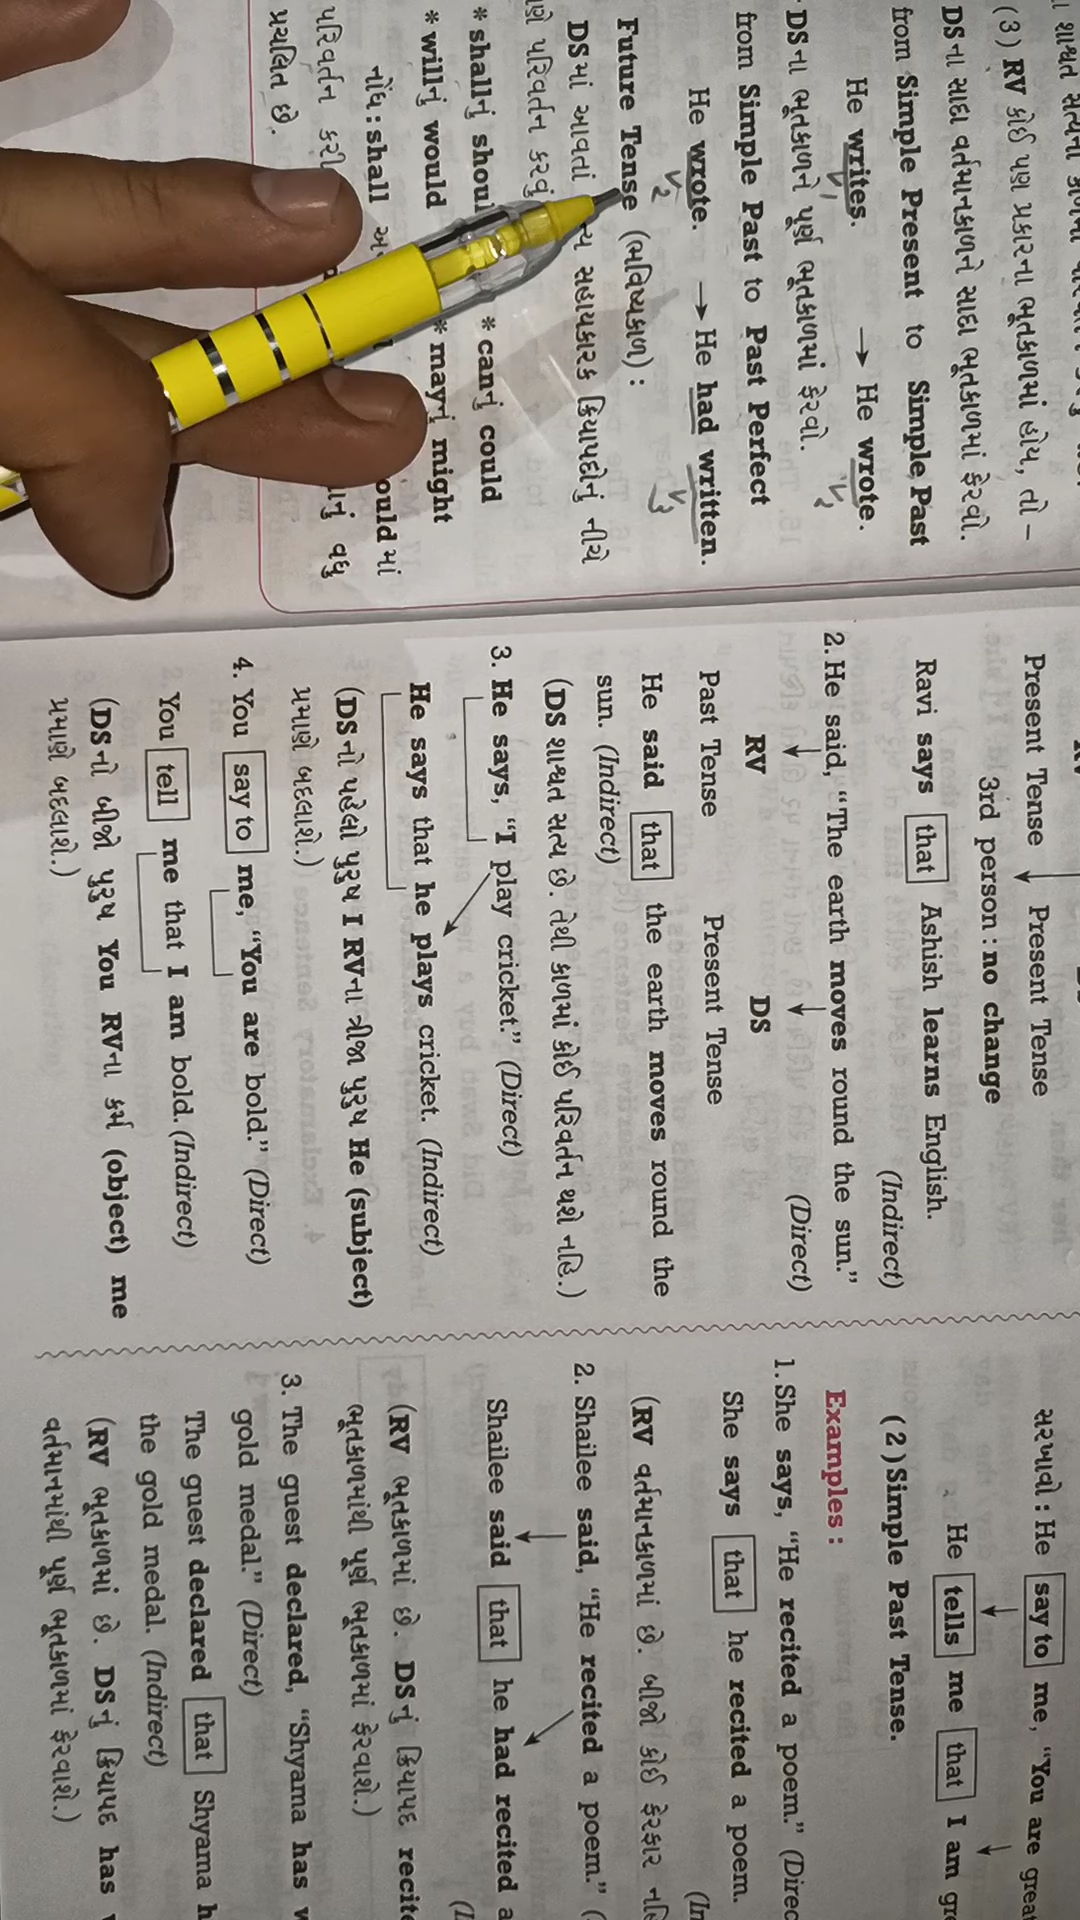 (3) RV કોઈ પણ પ્રકારના ભૂતકાળમાં હોય, તો –
DSના સાદા વર્તમાનકાળને સાદા ભૂતકાળમાં ફેરવો.
from Simple Present to Simple Past
He writes. → He wrote.
V1 V2
DSના ભૂતકાળને પૂર્ણ ભૂતકાળમાં ફેરવો.
from Simple Past to Past Perfect
He wrote. → He had written.
V2 V3
Future Tense (ભવિષ્યકાળ) :
DSમાં આવતાં સહાયકારક ક્રિયાપદોનું નીચે
પરિવર્તન કરવું
* shallનું * canનું could
* willનું would * mayનું might
નોંધ : shall
પરિવર્તન કરી વધુ
પ્રચલિત છે.
Present Tense Present Tense
3rd person : no change
Ravi says that Ashish learns English.
(Indirect)
2. He said, “The earth moves round the sun.”
(Direct)
RV DS
Past Tense Present Tense
He said that the earth moves round the
sun. (Indirect)
(DS શાશ્વત સત્ય છે. તેથી કાળમાં કોઈ પરિવર્તન થશે નહિ.)
3. He says, “I play cricket.” (Direct)
He says that he plays cricket. (Indirect)
(DSનો પહેલો પુરુષ I RVના ત્રીજા પુરુષ He (subject)
પ્રમાણે બદલાશે.)
4. You say to me, “You are bold.” (Direct)
You tell me that I am bold. (Indirect)
(DSનો બીજો પુરુષ You RVના કર્મ (object) me
પ્રમાણે બદલાશે.)
સરખાવો : He say to me, “You are great
He tells me that I am
(2) Simple Past Tense.
Examples :
1. She says, “He recited a poem.”
She says that he recited a poem.
(RV વર્તમાનકાળમાં છે. બીજો કોઈ ફેરફાર નહિ
2. Shailee said, “He recited a poem.”
Shailee said that he had recited a
(RV ભૂતકાળમાં છે. DSનું ક્રિયાપદ
ભૂતકાળમાંથી પૂર્ણ ભૂતકાળમાં ફેરવાશે.)
3. The guest declared, “Shyama has
gold medal.” (Direct)
The guest declared that Shyama
the gold medal. (Indirect)
(RV ભૂતકાળમાં છે. DSનું ક્રિયાપદ has
વર્તમાનમાંથી પૂર્ણ ભૂતકાળમાં ફેરવાશે.)